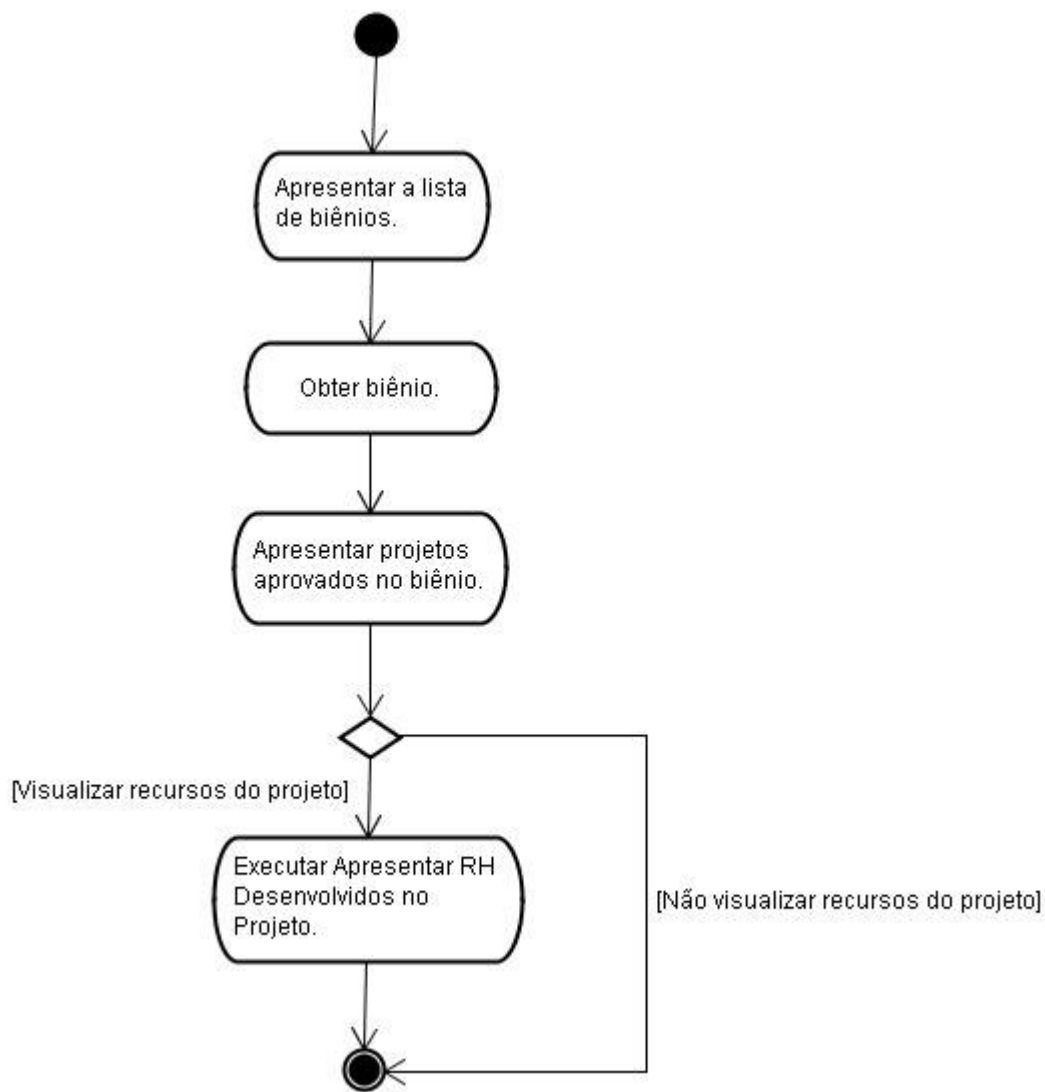 Apresentar a lista
de biênios.
Obter biênio.
Apresentar projetos
aprovados no biênio.
[Visualizar recursos do projeto]
Executar Apresentar RH
Desenvolvidos no
Projeto.
[Não visualizar recursos do projeto]